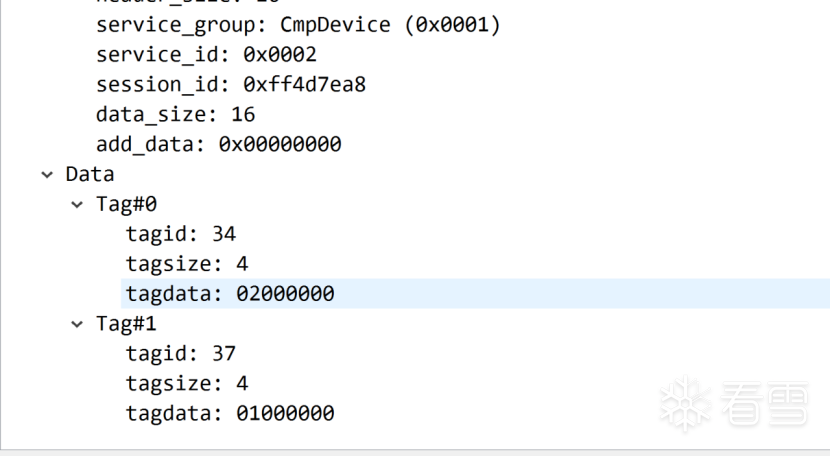 service_group: CmpDevice (0x0001)
service_id: 0x0002
session_id: 0xff4d7ea8
data_size: 16
add_data: 0x00000000
Data
Tag#0
tagid: 34
tagsize: 4
tagdata: 02000000
Tag#1
tagid: 37
tagsize: 4
tagdata: 01000000
看雪